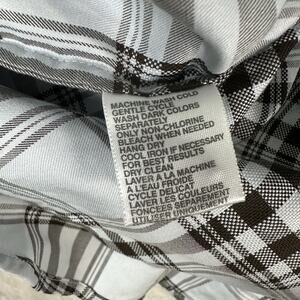 MACHINE WASH COLD
GENTLE CYCLE
WASH DARK COLORS
SEPARATELY
ONLY NON-CHLORINE
BLEACH WHEN NEEDED
HANG DRY
COOL IRON IF NECESSARY
FOR BEST RESULTS
DRY CLEAN
LAVER A LA MACHINE
A L'EAU FROIDE
CYCLE DELICAT
LAVER LES COULEURS
FONCEES SEPAREMENT
UTILISER UNIQUEMENT